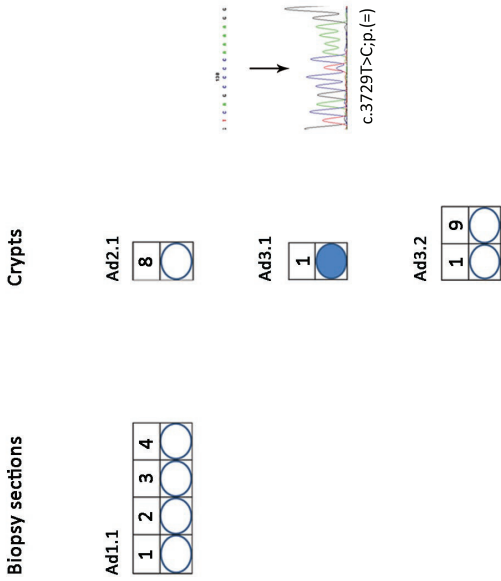 Biopsy sections
Crypts
Ad1.1
1 2 3 4
Ad2.1
8
Ad3.1
1
c.3729T>C;p.(=)
Ad3.2
1 9